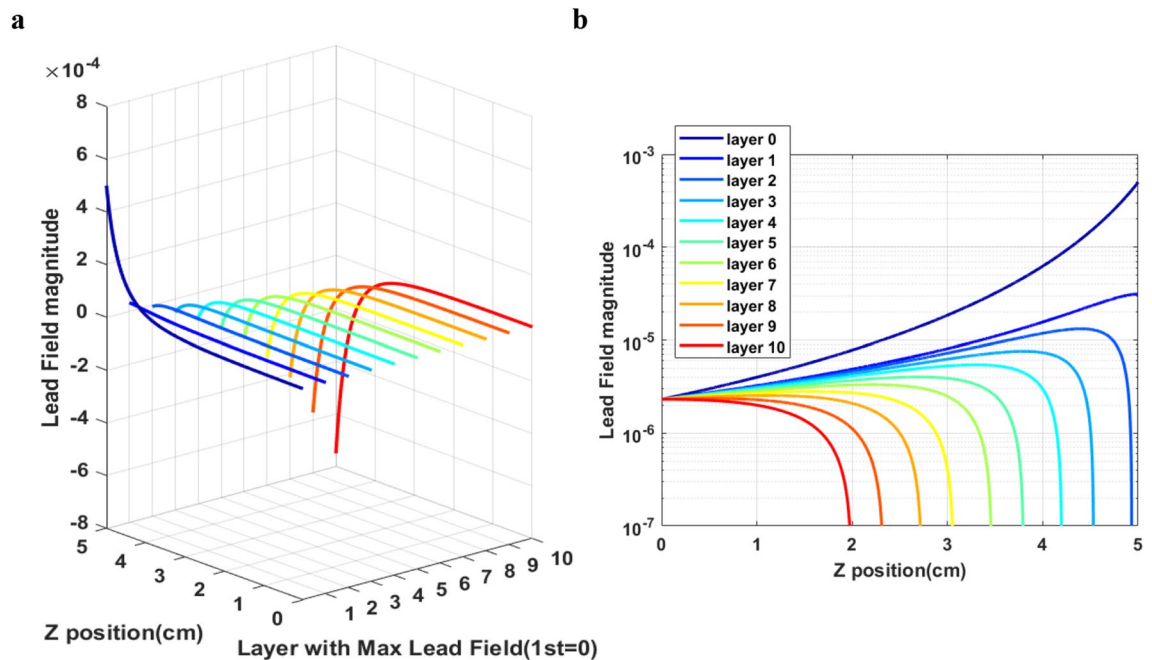 a
×10⁻⁴
8
6
4
2
0
-2
-4
-6
-8
Lead Field magnitude
5
4
3
2
1
0
Z position(cm)
1 2 3 4 5 6 7 8 9 10
Layer with Max Lead Field(1st=0)
b
layer 0
layer 1
layer 2
layer 3
layer 4
layer 5
layer 6
layer 7
layer 8
layer 9
layer 10
10⁻³
10⁻⁴
10⁻⁵
10⁻⁶
10⁻⁷
Lead Field magnitude
0 1 2 3 4 5
Z position(cm)